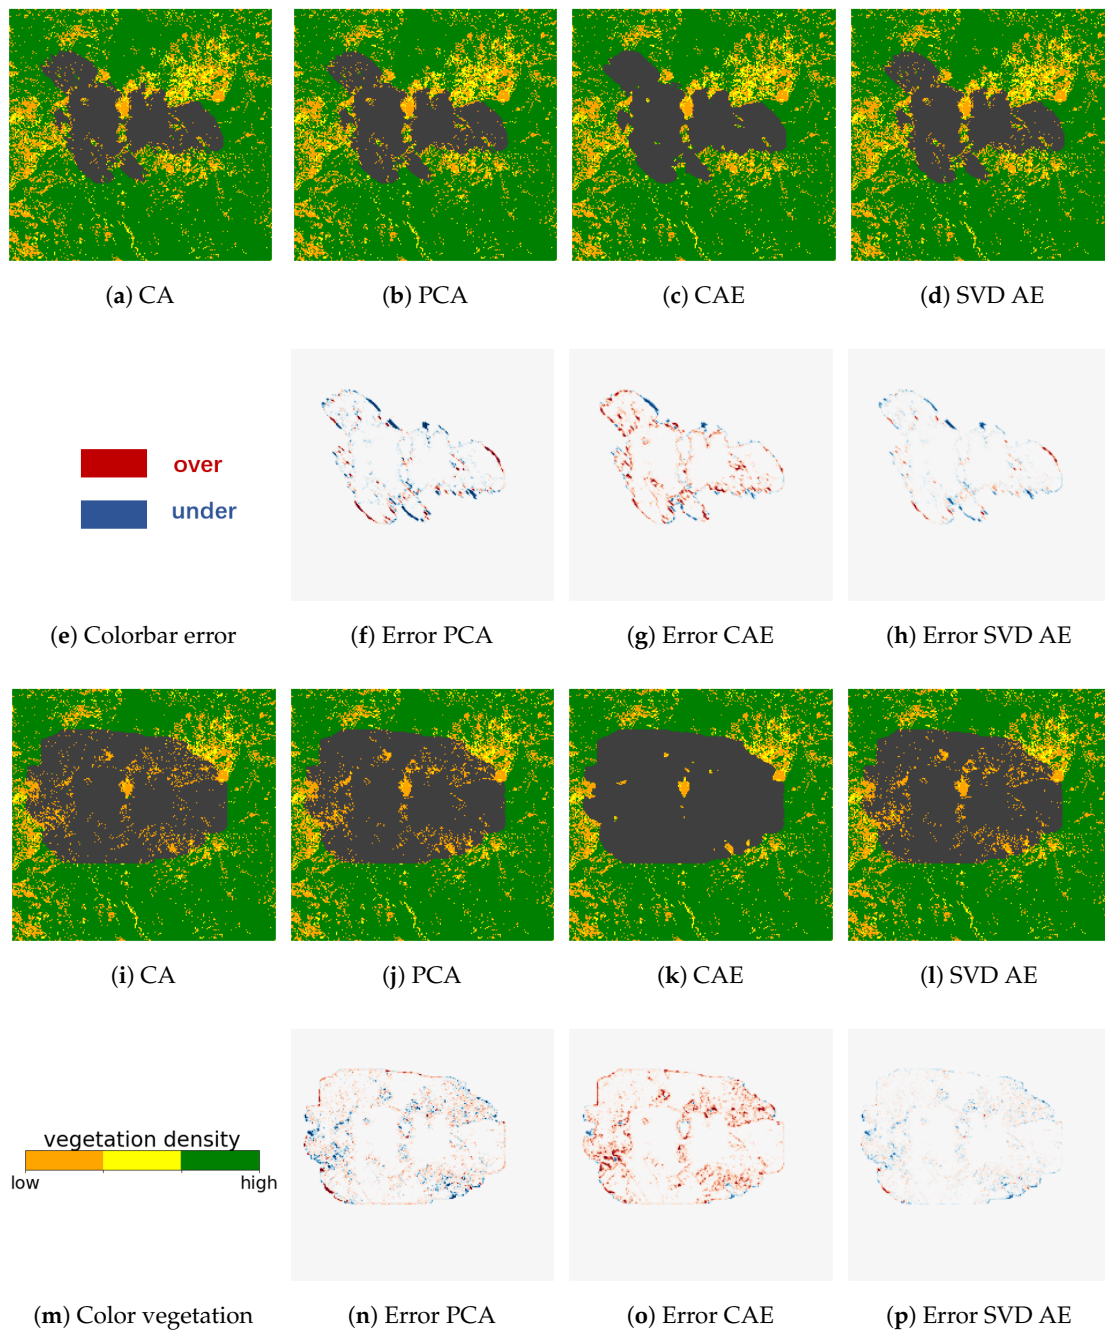 (a) CA
(b) PCA
(c) CAE
(d) SVD AE
over
under
(e) Colorbar error
(f) Error PCA
(g) Error CAE
(h) Error SVD AE
(i) CA
(j) PCA
(k) CAE
(l) SVD AE
vegetation density
low high
(m) Color vegetation
(n) Error PCA
(o) Error CAE
(p) Error SVD AE